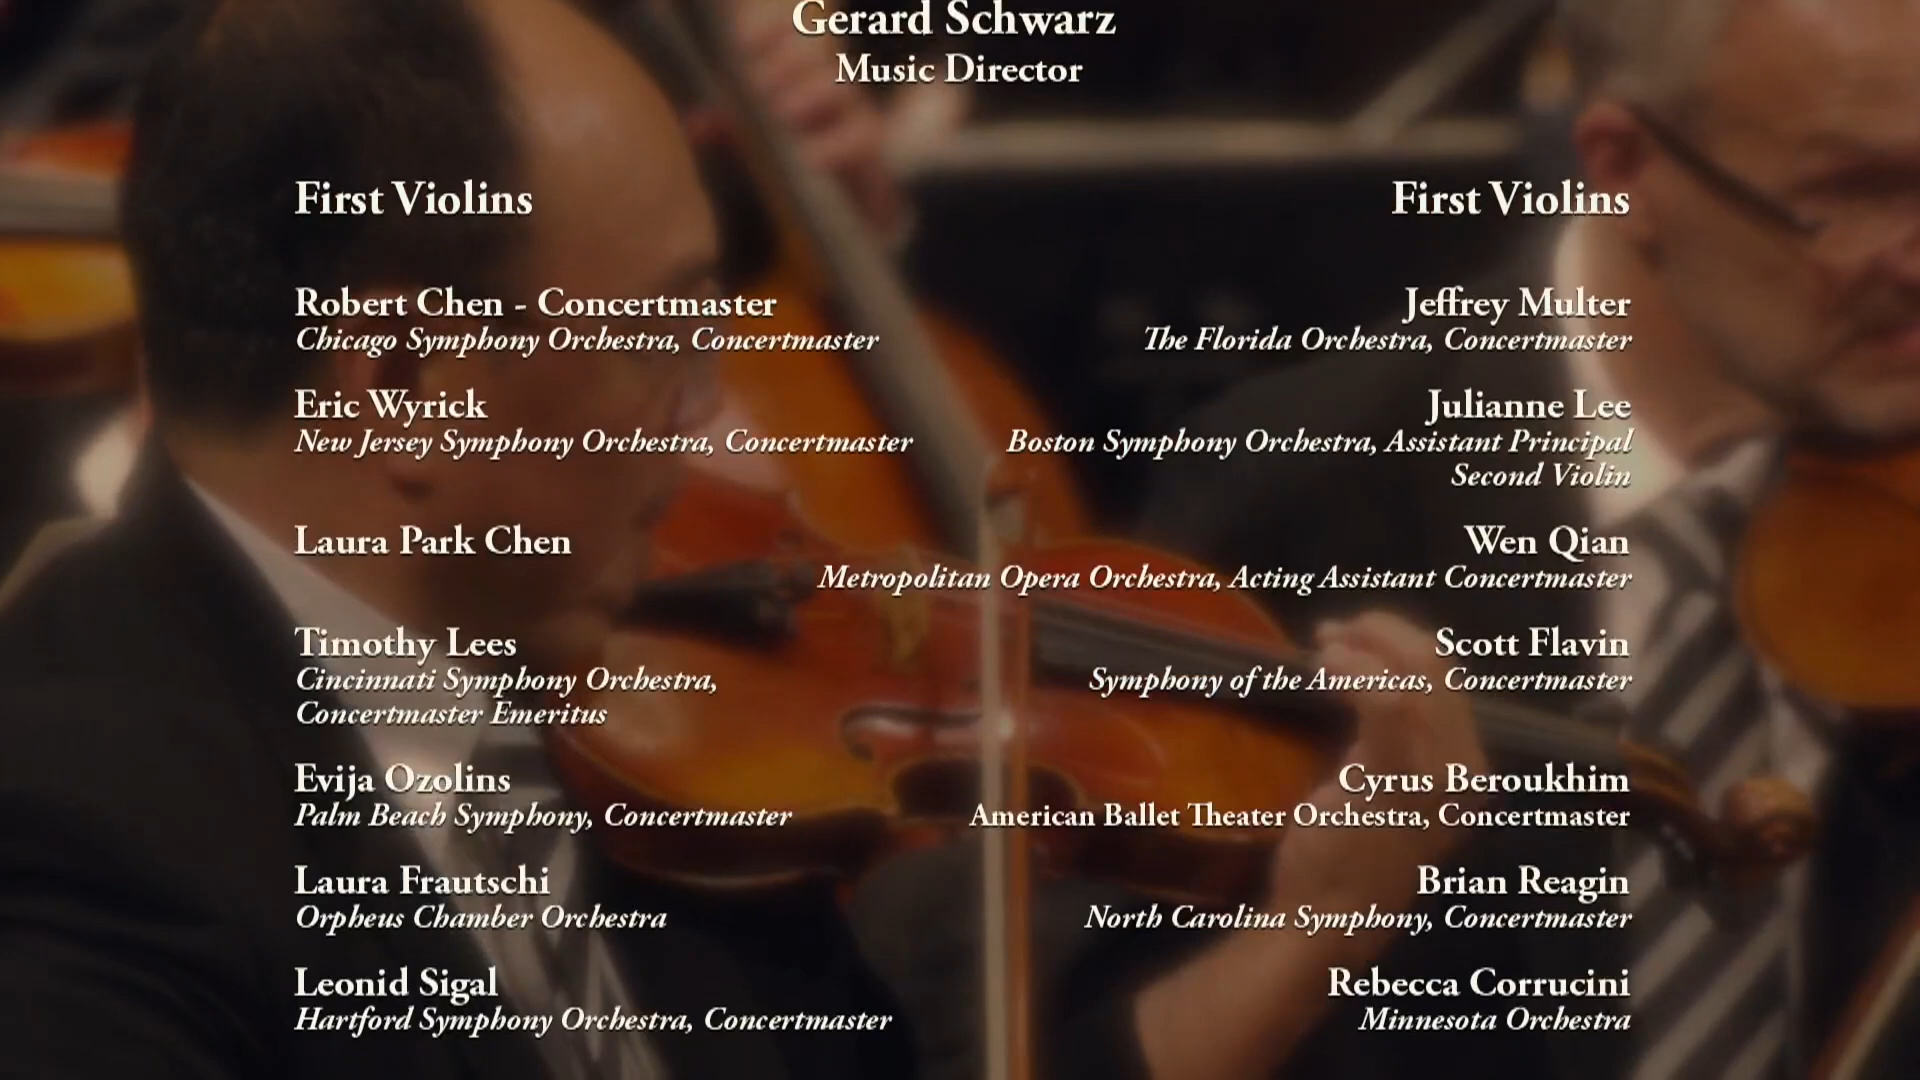 Gerard Schwarz
Music Director
First Violins
Robert Chen - Concertmaster
Chicago Symphony Orchestra, Concertmaster
Eric Wyrick
New Jersey Symphony Orchestra, Concertmaster
Laura Park Chen
Timothy Lees
Cincinnati Symphony Orchestra,
Concertmaster Emeritus
Evija Ozolins
Palm Beach Symphony, Concertmaster
Laura Frautschi
Orpheus Chamber Orchestra
Leonid Sigal
Hartford Symphony Orchestra, Concertmaster
First Violins
Jeffrey Multer
The Florida Orchestra, Concertmaster
Julianne Lee
Boston Symphony Orchestra, Assistant Principal
Second Violin
Wen Qian
Metropolitan Opera Orchestra, Acting Assistant Concertmaster
Scott Flavin
Symphony of the Americas, Concertmaster
Cyrus Beroukhim
American Ballet Theater Orchestra, Concertmaster
Brian Reagin
North Carolina Symphony, Concertmaster
Rebecca Corrucini
Minnesota Orchestra